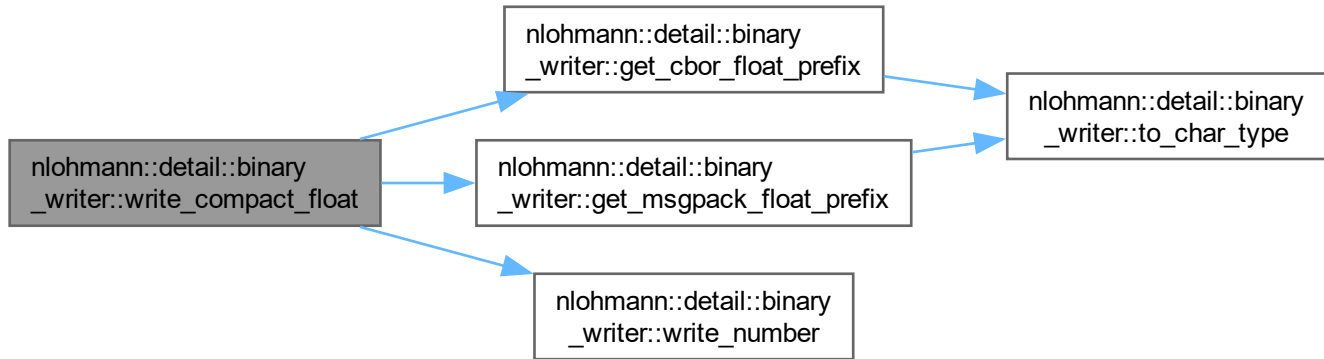 nlohmann::detail::binary
_writer::write_compact_float
nlohmann::detail::binary
_writer::get_cbor_float_prefix
nlohmann::detail::binary
_writer::get_msgpack_float_prefix
nlohmann::detail::binary
_writer::write_number
nlohmann::detail::binary
_writer::to_char_type